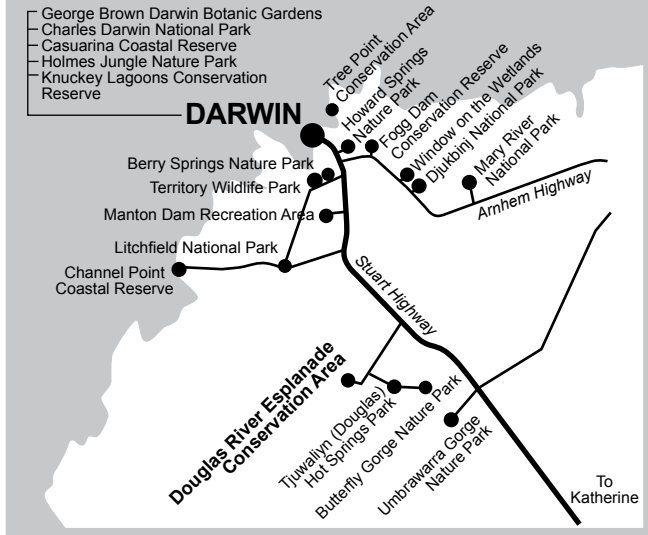 George Brown Darwin Botanic Gardens
Charles Darwin National Park
Casuarina Coastal Reserve
Holmes Jungle Nature Park
Knuckey Lagoons Conservation
Reserve
DARWIN
Tree Point
Conservation Area
Howard Springs
Nature Park
Fogg Dam
Conservation Reserve
Window on the Wetlands
Djukbinj National Park
Mary River
National Park
Arnhem Highway
Berry Springs Nature Park
Territory Wildlife Park
Manton Dam Recreation Area
Litchfield National Park
Channel Point
Coastal Reserve
Stuart Highway
Douglas River Esplanade
Conservation Area
Tjuwaliyn (Douglas)
Hot Springs Park
Butterfly Gorge Nature Park
Umbrawarra Gorge
Nature Park
To
Katherine